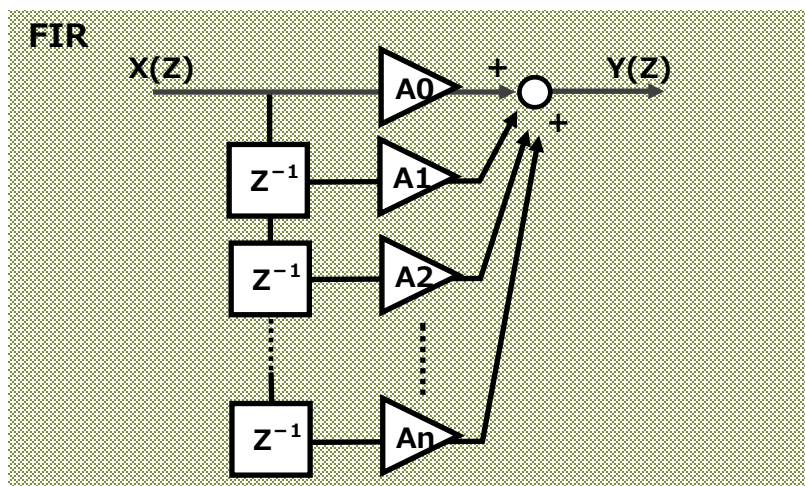 FIR
X(Z)
A0
+
Y(Z)
+
Z⁻¹
A1
Z⁻¹
A2
Z⁻¹
An